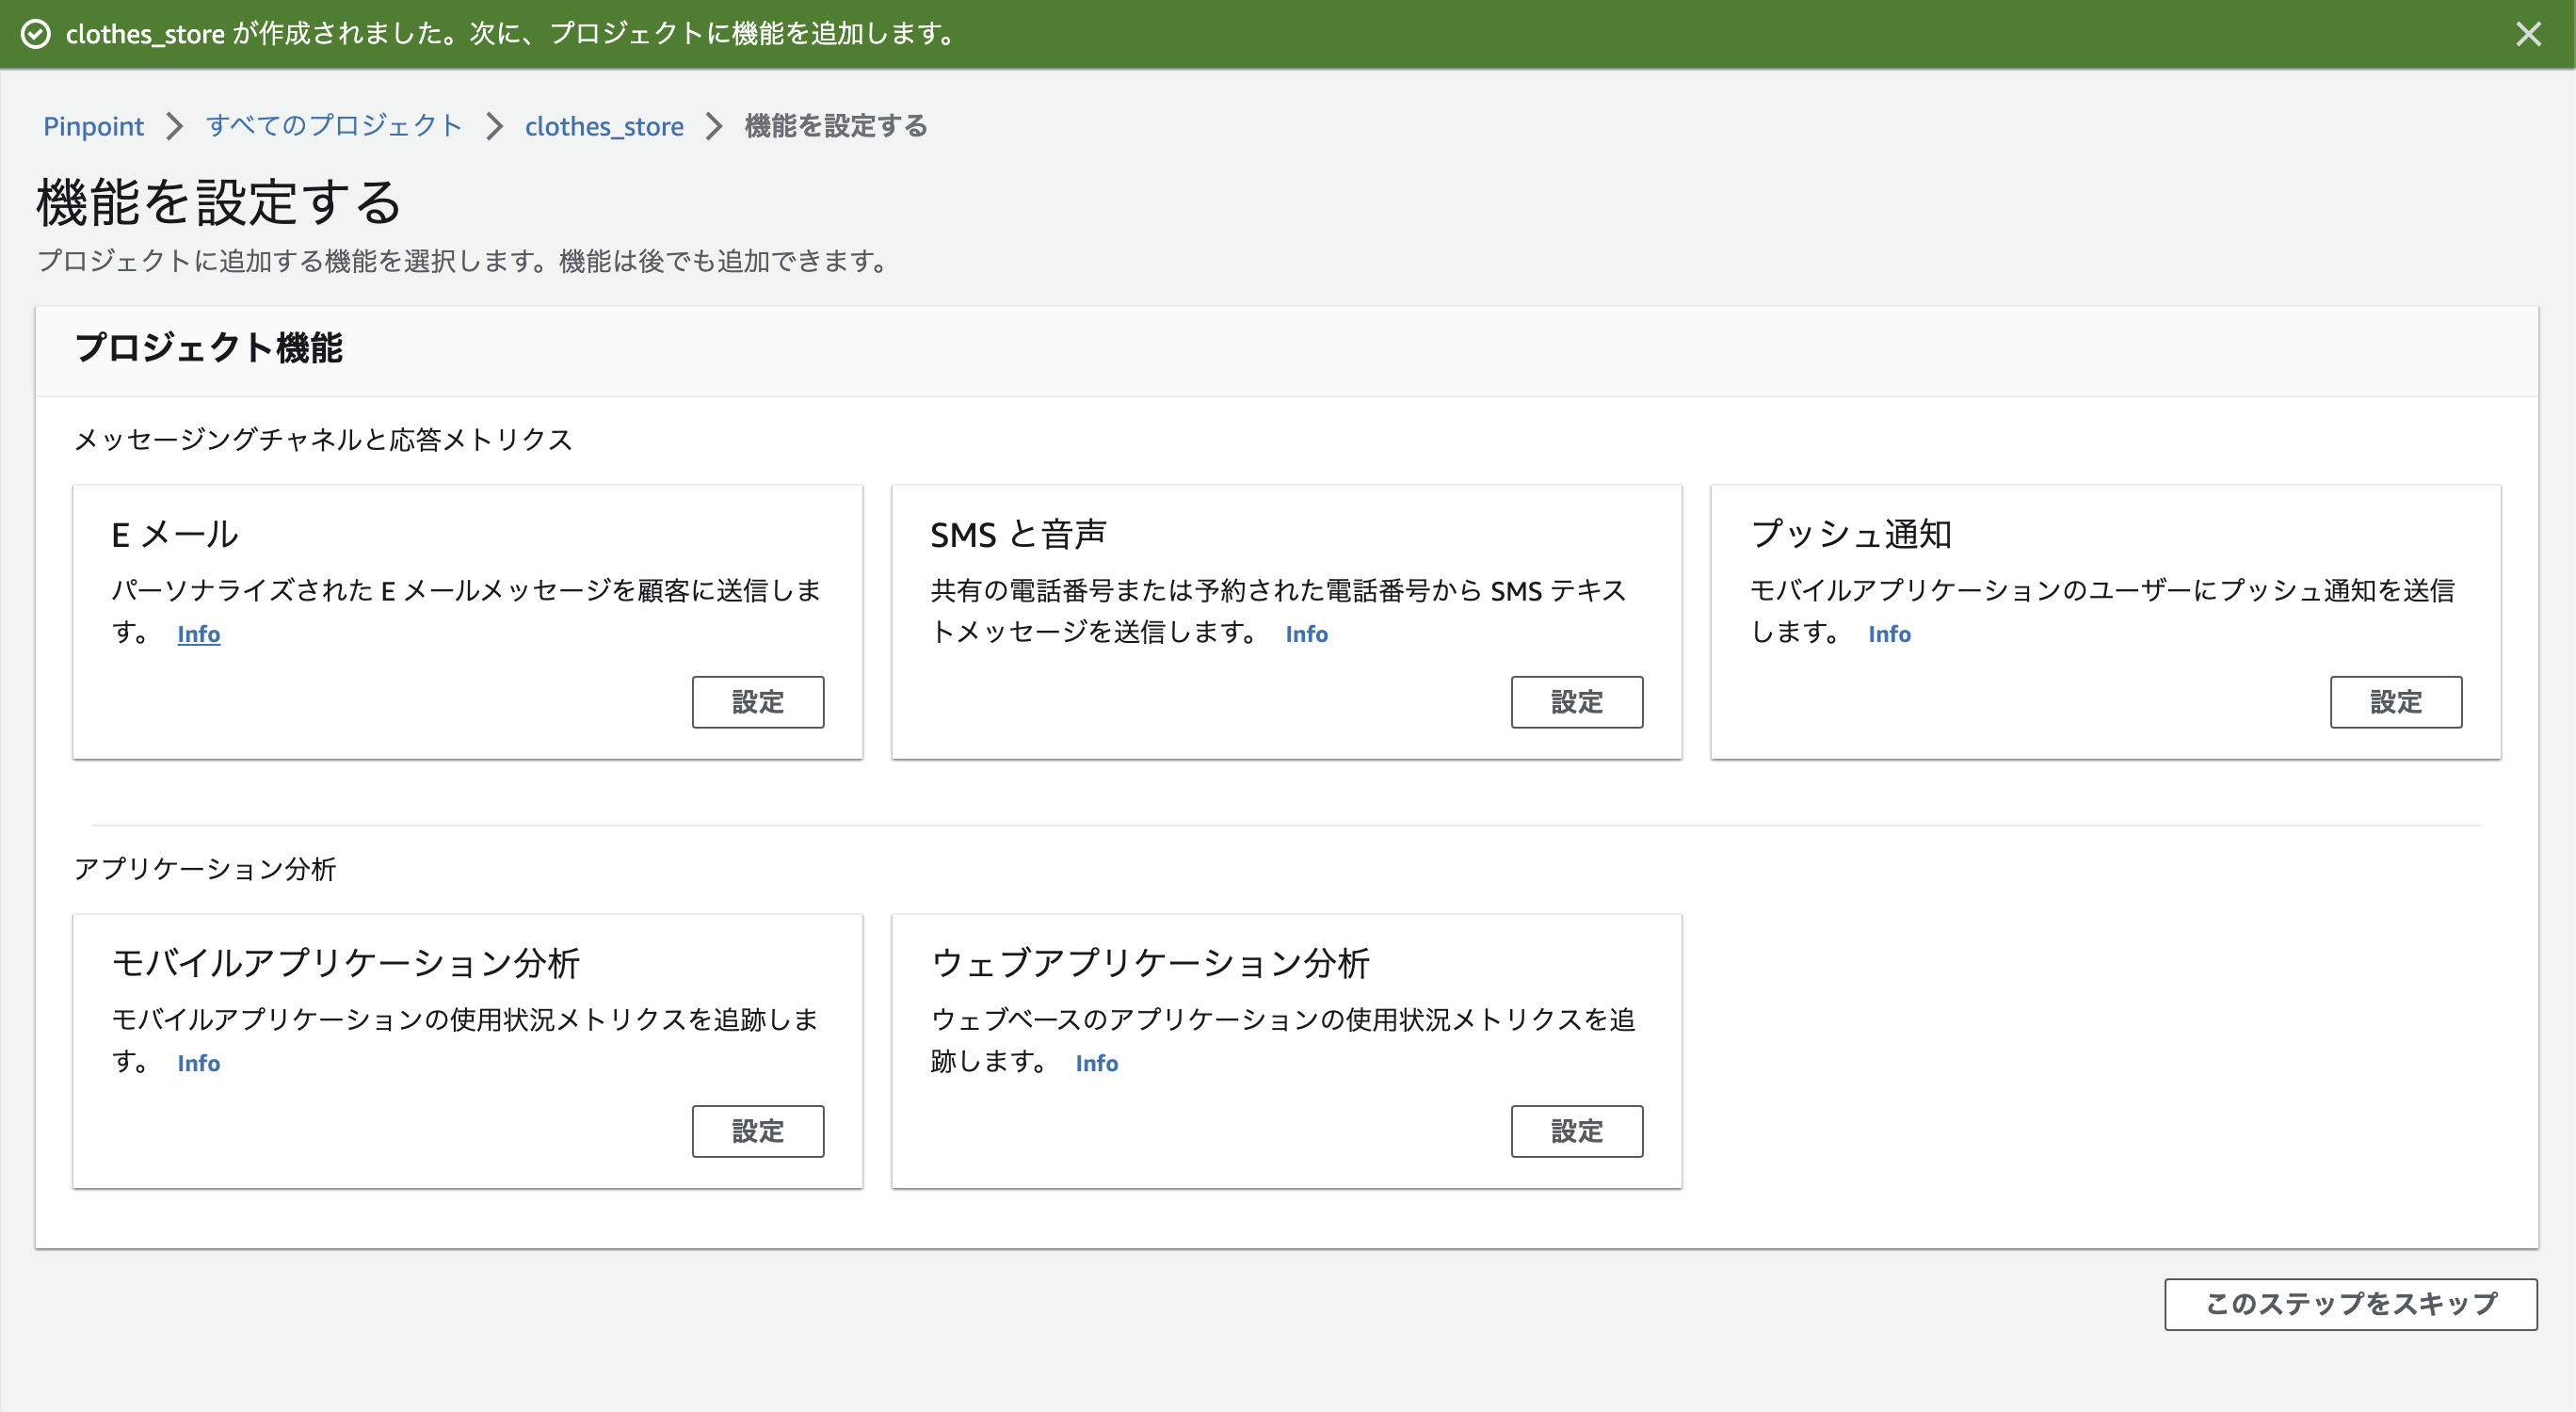 clothes_store が作成されました。次に、プロジェクトに機能を追加します。
Pinpoint > すべてのプロジェクト > clothes_store > 機能を設定する
機能を設定する
プロジェクトに追加する機能を選択します。機能は後でも追加できます。
プロジェクト機能
メッセージングチャネルと応答メトリクス
E メール
パーソナライズされた E メールメッセージを顧客に送信しま
す。 Info
設定
SMS と音声
共有の電話番号または予約された電話番号から SMS テキス
トメッセージを送信します。 Info
設定
プッシュ通知
モバイルアプリケーションのユーザーにプッシュ通知を送信
します。 Info
設定
アプリケーション分析
モバイルアプリケーション分析
モバイルアプリケーションの使用状況メトリクスを追跡しま
す。 Info
設定
ウェブアプリケーション分析
ウェブベースのアプリケーションの使用状況メトリクスを追
跡します。 Info
設定
このステップをスキップ